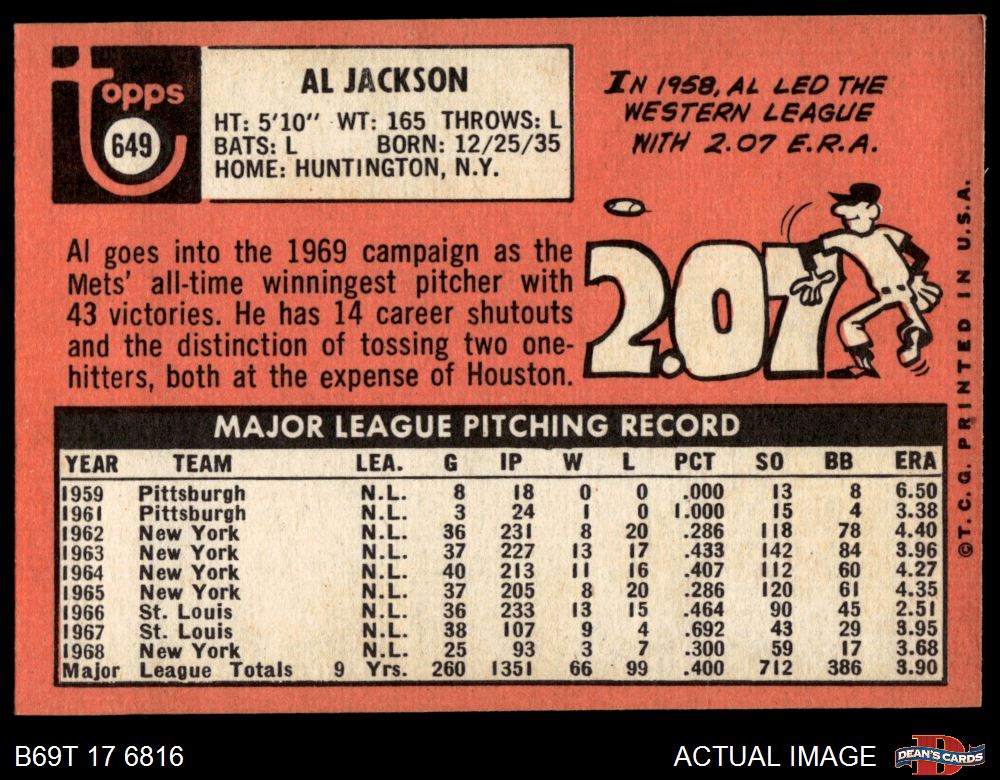 topps
649
AL JACKSON
HT: 5'10" WT: 165 THROWS: L
BATS: L BORN: 12/25/35
HOME: HUNTINGTON, N.Y.
IN 1958, AL LED THE
WESTERN LEAGUE
WITH 2.07 E.R.A.
2.07
Al goes into the 1969 campaign as the
Mets' all-time winningest pitcher with
43 victories. He has 14 career shutouts
and the distinction of tossing two one-
hitters, both at the expense of Houston.
MAJOR LEAGUE PITCHING RECORD
YEAR TEAM LEA. G IP W L PCT SO BB ERA
1959 Pittsburgh N.L. 8 18 0 0 .000 13 8 6.50
1961 Pittsburgh N.L. 3 24 1 0 1.000 15 4 3.38
1962 New York N.L. 36 231 8 20 .286 118 78 4.40
1963 New York N.L. 37 227 13 17 .433 142 84 3.96
1964 New York N.L. 40 213 11 16 .407 112 60 4.27
1965 New York N.L. 37 205 8 20 .286 120 61 4.35
1966 St. Louis N.L. 36 233 13 15 .464 90 45 2.51
1967 St. Louis N.L. 38 107 9 4 .692 43 29 3.95
1968 New York N.L. 25 93 3 7 .300 59 17 3.68
Major League Totals 9 Yrs. 260 1351 66 99 .400 712 386 3.90
©T.C.G. PRINTED IN U.S.A.
B69T 17 6816
ACTUAL IMAGE
DEAN'S CARDS